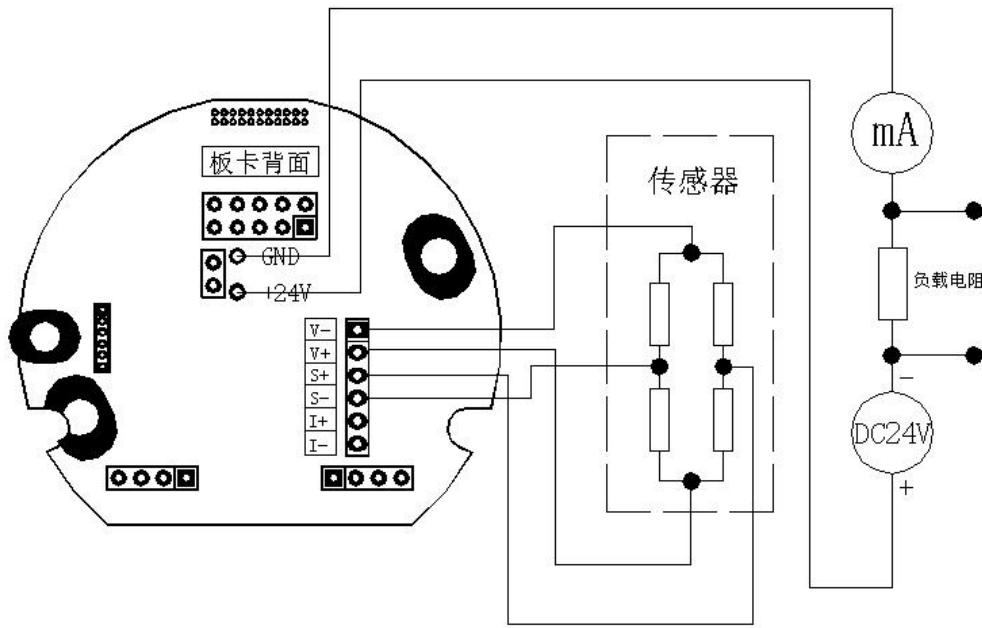 mA
板卡背面
传感器
GND
+24V
负载电阻
V-
V+
S+
S-
I+
I-
-
DC24V
+